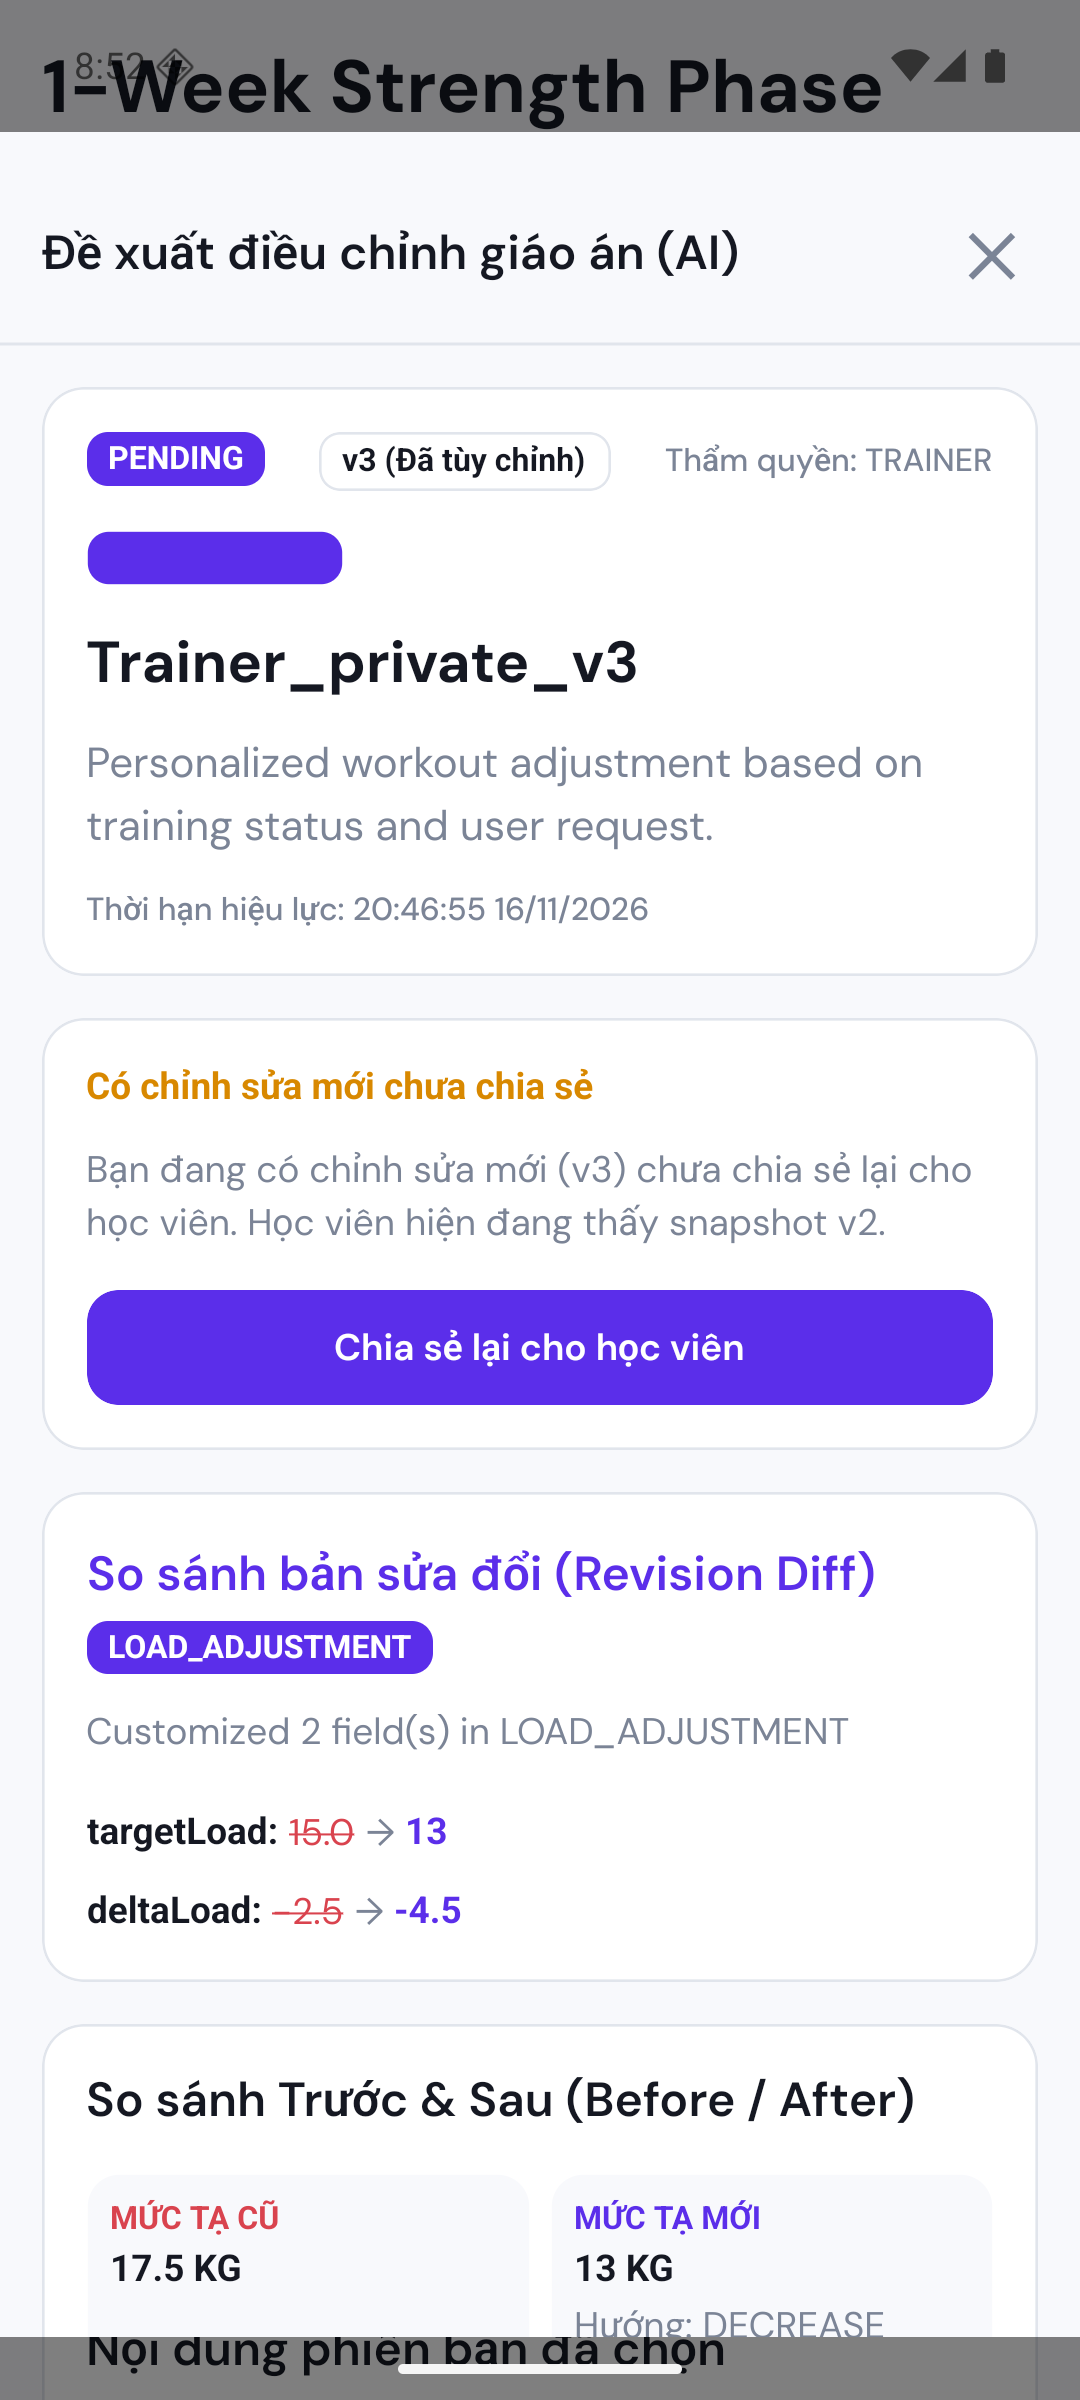 8:52
1-Week Strength Phase
Đề xuất điều chỉnh giáo án (AI)
PENDING
v3 (Đã tùy chỉnh)
Thẩm quyền: TRAINER
Trainer_private_v3
Personalized workout adjustment based on
training status and user request.
Thời hạn hiệu lực: 20:46:55 16/11/2026
Có chỉnh sửa mới chưa chia sẻ
Bạn đang có chỉnh sửa mới (v3) chưa chia sẻ lại cho
học viên. Học viên hiện đang thấy snapshot v2.
Chia sẻ lại cho học viên
So sánh bản sửa đổi (Revision Diff)
LOAD_ADJUSTMENT
Customized 2 field(s) in LOAD_ADJUSTMENT
targetLoad: 15.0 → 13
deltaLoad: -2.5 → -4.5
So sánh Trước & Sau (Before / After)
MỨC TẠ CŨ
17.5 KG
MỨC TẠ MỚI
13 KG
Hướng: DECREASE
Nội dung phiên bản đã chọn